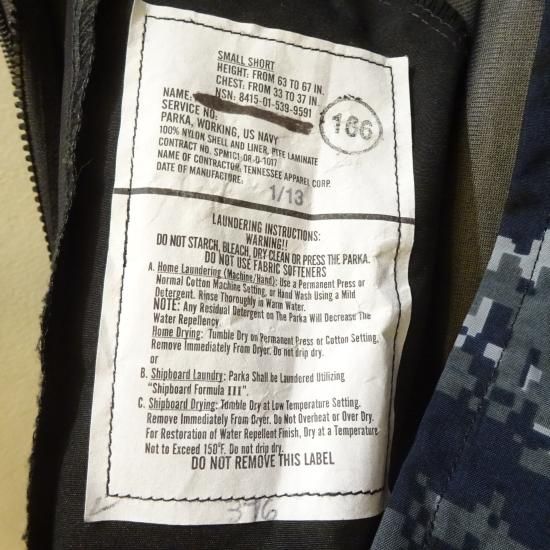 SMALL SHORT
HEIGHT: FROM 63 TO 67 IN.
CHEST: FROM 33 TO 37 IN.
NSN: 8415-01-539-9591
NAME:
SERVICE NO:
PARKA, WORKING, US NAVY
100% NYLON SHELL AND LINER, PTFE LAMINATE
CONTRACT NO. SPM1C1-08-D-1017
NAME OF CONTRACTOR: TENNESSEE APPAREL CORP.
DATE OF MANUFACTURE: 1/13
166
LAUNDERING INSTRUCTIONS:
WARNING!!
DO NOT STARCH, BLEACH, DRY CLEAN OR PRESS THE PARKA.
DO NOT USE FABRIC SOFTENERS
A. Home Laundering (Machine/Hand): Use a Permanent Press or
Normal Cotton Machine Setting, or Hand Wash Using a Mild
Detergent. Rinse Thoroughly in Warm Water.
NOTE: Any Residual Detergent on The Parka Will Decrease The
Water Repellency.
Home Drying: Tumble Dry on Permanent Press or Cotton Setting,
Remove Immediately From Dryer. Do not drip dry.
or
B. Shipboard Laundry: Parka Shall be Laundered Utilizing
"Shipboard Formula III".
C. Shipboard Drying: Tumble Dry at Low Temperature Setting.
Remove Immediately From Dryer. Do Not Overheat or Over Dry.
For Restoration of Water Repellent Finish, Dry at a Temperature
Not to Exceed 150°F. Do not drip dry.
DO NOT REMOVE THIS LABEL
376